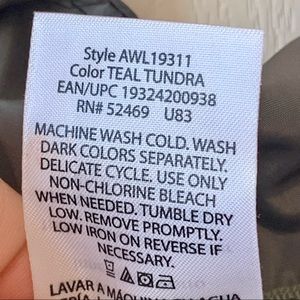 Style AWL19311
Color TEAL TUNDRA
EAN/UPC 19324200938
RN# 52469 U83
MACHINE WASH COLD. WASH
DARK COLORS SEPARATELY.
DELICATE CYCLE. USE ONLY
NON-CHLORINE BLEACH
WHEN NEEDED. TUMBLE DRY
LOW. REMOVE PROMPTLY.
LOW IRON ON REVERSE IF
NECESSARY.
LAVAR A MAQUINA